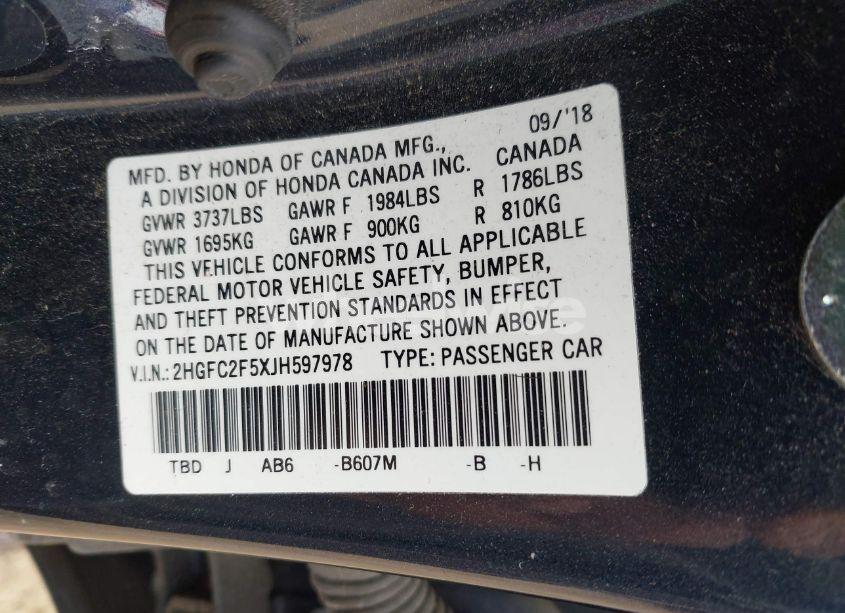 09/'18
MFD. BY HONDA OF CANADA MFG.,
A DIVISION OF HONDA CANADA INC. CANADA
GVWR 3737LBS GAWR F 1984LBS R 1786LBS
GVWR 1695KG GAWR F 900KG R 810KG
THIS VEHICLE CONFORMS TO ALL APPLICABLE
FEDERAL MOTOR VEHICLE SAFETY, BUMPER,
AND THEFT PREVENTION STANDARDS IN EFFECT
ON THE DATE OF MANUFACTURE SHOWN ABOVE.
V.I.N.: 2HGFC2F5XJH597978 TYPE: PASSENGER CAR
TBD J AB6 -B607M -B -H